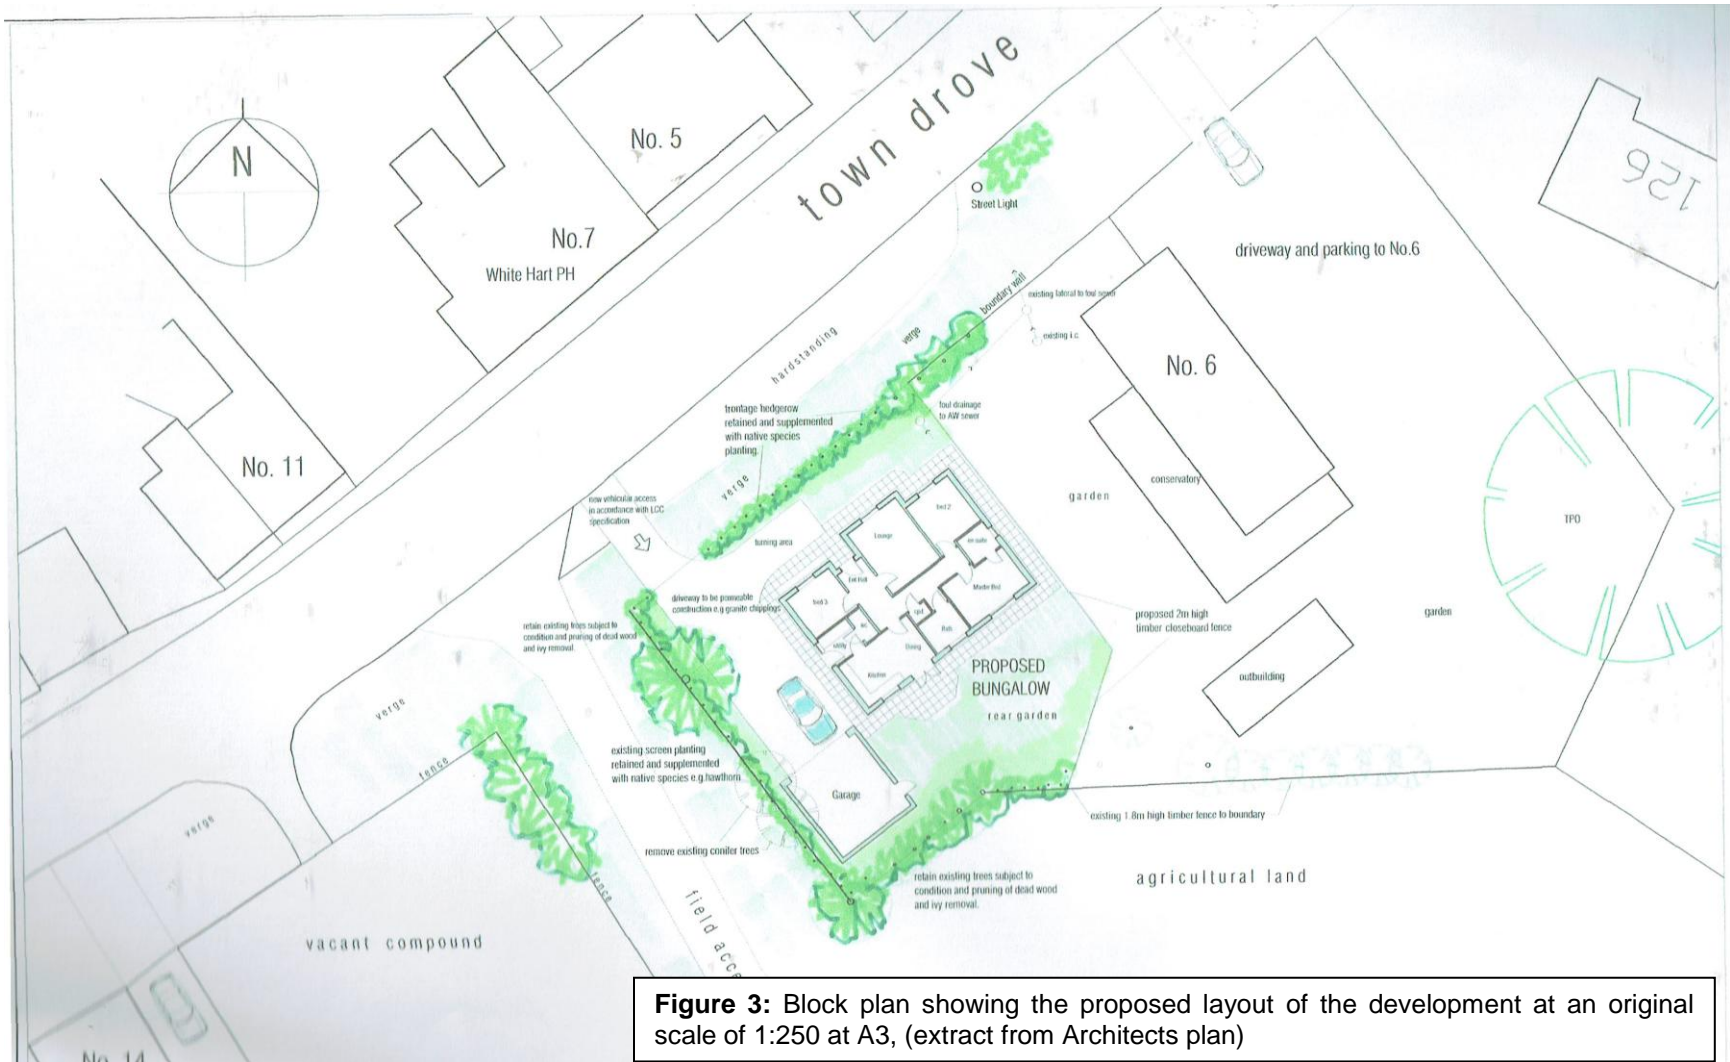 town drove
N
No. 5
No.7
White Hart PH
No. 11
126
Street Light
driveway and parking to No.6
boundary wall
existing lateral to foul sewer
existing i.c
verge
hardstanding
No. 6
frontage hedgerow
retained and supplemented
with native species
planting.
foul drainage
to AW sewer
TPO
conservatory
garden
verge
new vehicular access
in accordance with LCC
specification
turning area
Lounge
bed 2
en-suite
Master Bed
Ent Hall
bed 3
cpd
wc
utility
Bath
Dining
Kitchen
driveway to be permeable
construction e.g granite chippings
retain existing trees subject to
condition and pruning of dead wood
and ivy removal.
proposed 2m high
timber closeboard fence
garden
PROPOSED
BUNGALOW
rear garden
outbuilding
verge
fence
existing screen planting
retained and supplemented
with native species e.g hawthorn.
Garage
verge
existing 1.8m high timber fence to boundary
remove existing conifer trees
fence
retain existing trees subject to
condition and pruning of dead wood
and ivy removal.
agricultural land
field acce
vacant compound
No. 14
Figure 3: Block plan showing the proposed layout of the development at an original
scale of 1:250 at A3, (extract from Architects plan)